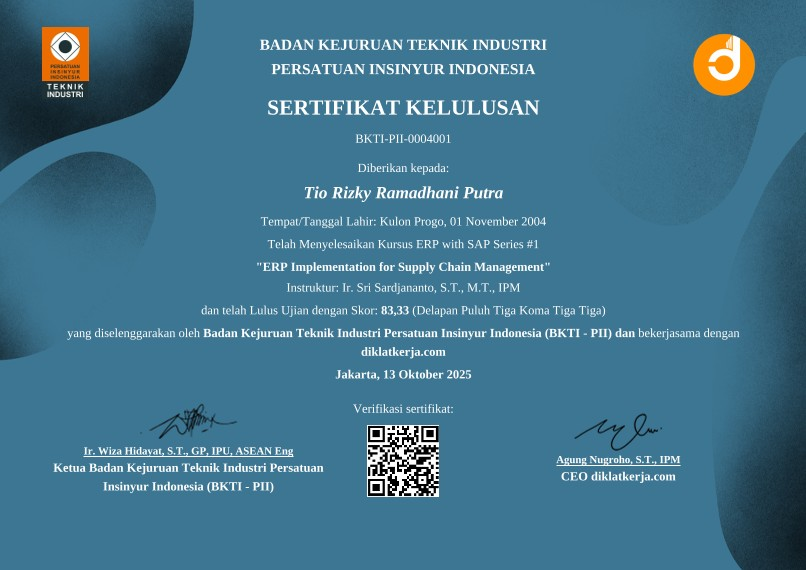 PERSATUAN
INSINYUR
INDONESIA
TEKNIK
INDUSTRI
BADAN KEJURUAN TEKNIK INDUSTRI
PERSATUAN INSINYUR INDONESIA
SERTIFIKAT KELULUSAN
BKTI-PII-0004001
Diberikan kepada:
Tio Rizky Ramadhani Putra
Tempat/Tanggal Lahir: Kulon Progo, 01 November 2004
Telah Menyelesaikan Kursus ERP with SAP Series #1
"ERP Implementation for Supply Chain Management"
Instruktur: Ir. Sri Sardjananto, S.T., M.T., IPM
dan telah Lulus Ujian dengan Skor: 83,33 (Delapan Puluh Tiga Koma Tiga Tiga)
yang diselenggarakan oleh Badan Kejuruan Teknik Industri Persatuan Insinyur Indonesia (BKTI - PII) dan bekerjasama dengan
diklatkerja.com
Jakarta, 13 Oktober 2025
Verifikasi sertifikat:
Ir. Wiza Hidayat, S.T., GP, IPU, ASEAN Eng
Ketua Badan Kejuruan Teknik Industri Persatuan
Insinyur Indonesia (BKTI - PII)
Agung Nugroho, S.T., IPM
CEO diklatkerja.com